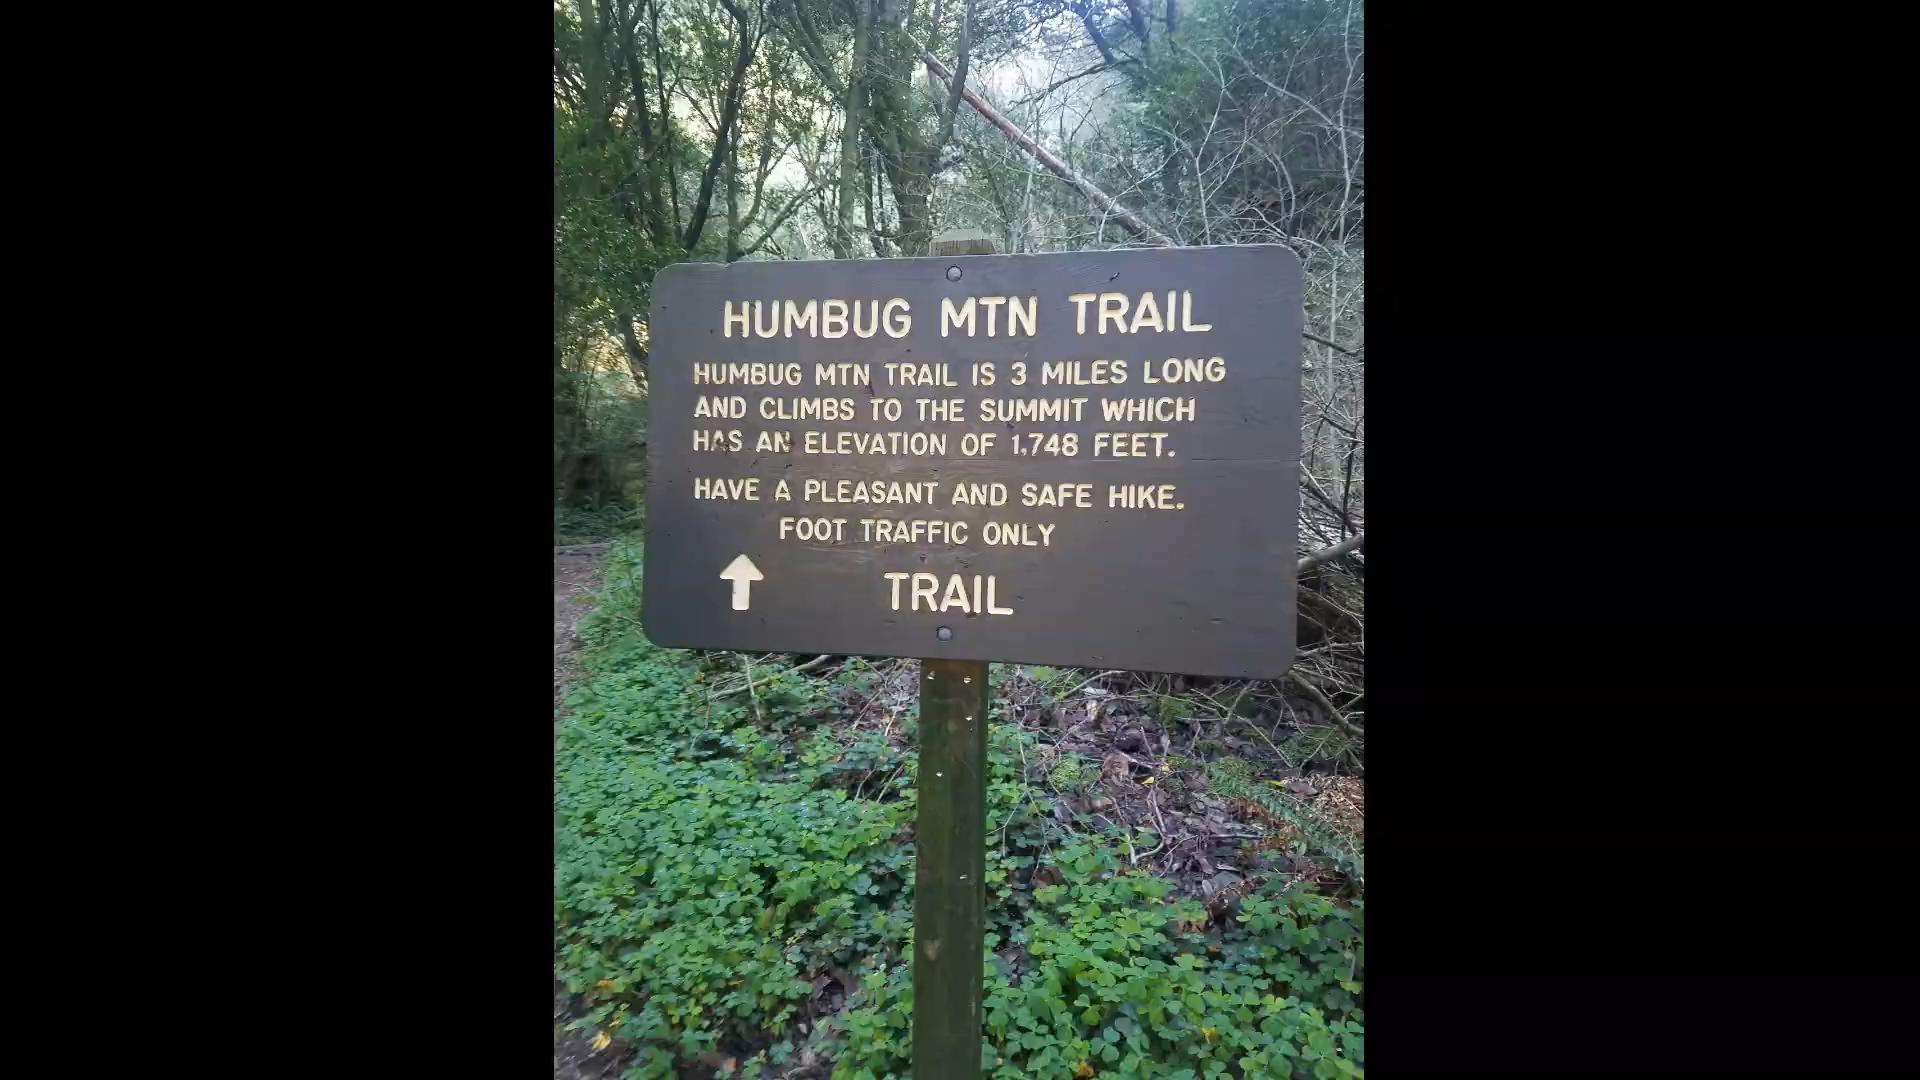 HUMBUG MTN TRAIL
HUMBUG MTN TRAIL IS 3 MILES LONG
AND CLIMBS TO THE SUMMIT WHICH
HAS AN ELEVATION OF 1,748 FEET.
HAVE A PLEASANT AND SAFE HIKE.
FOOT TRAFFIC ONLY
TRAIL